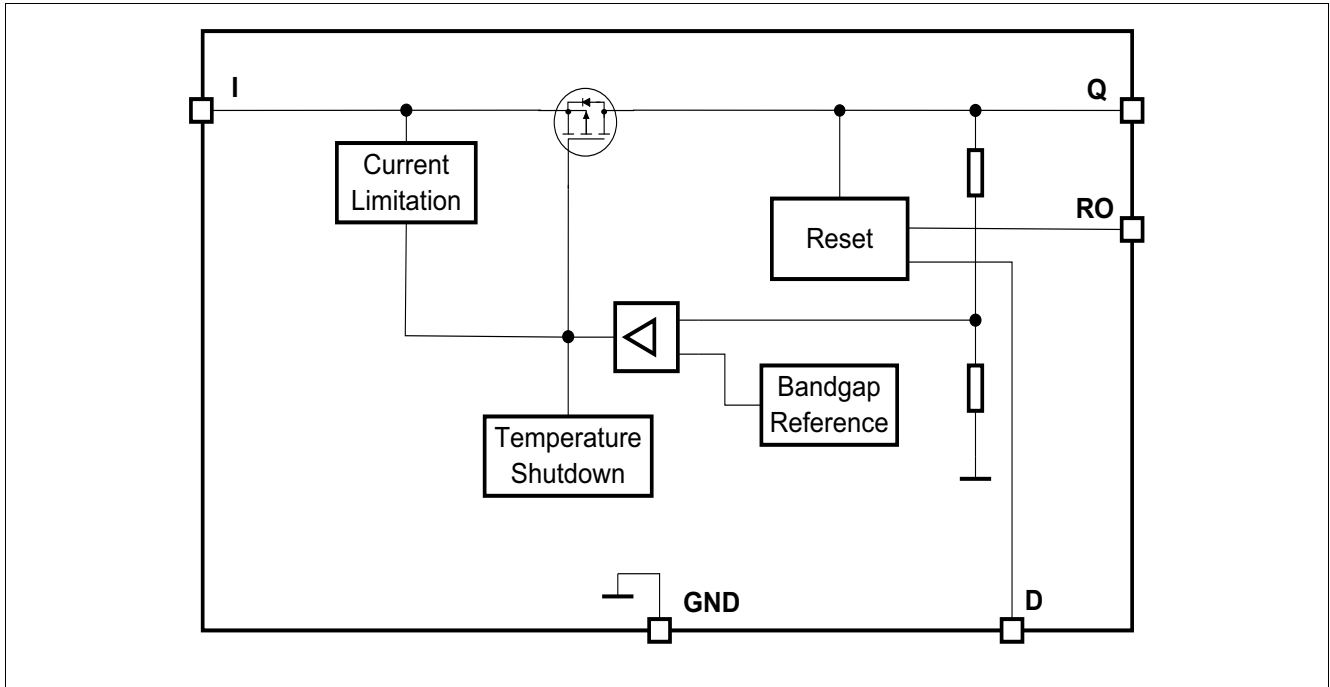 I
Q
Current
Limitation
Reset
RO
Bandgap
Reference
Temperature
Shutdown
GND
D